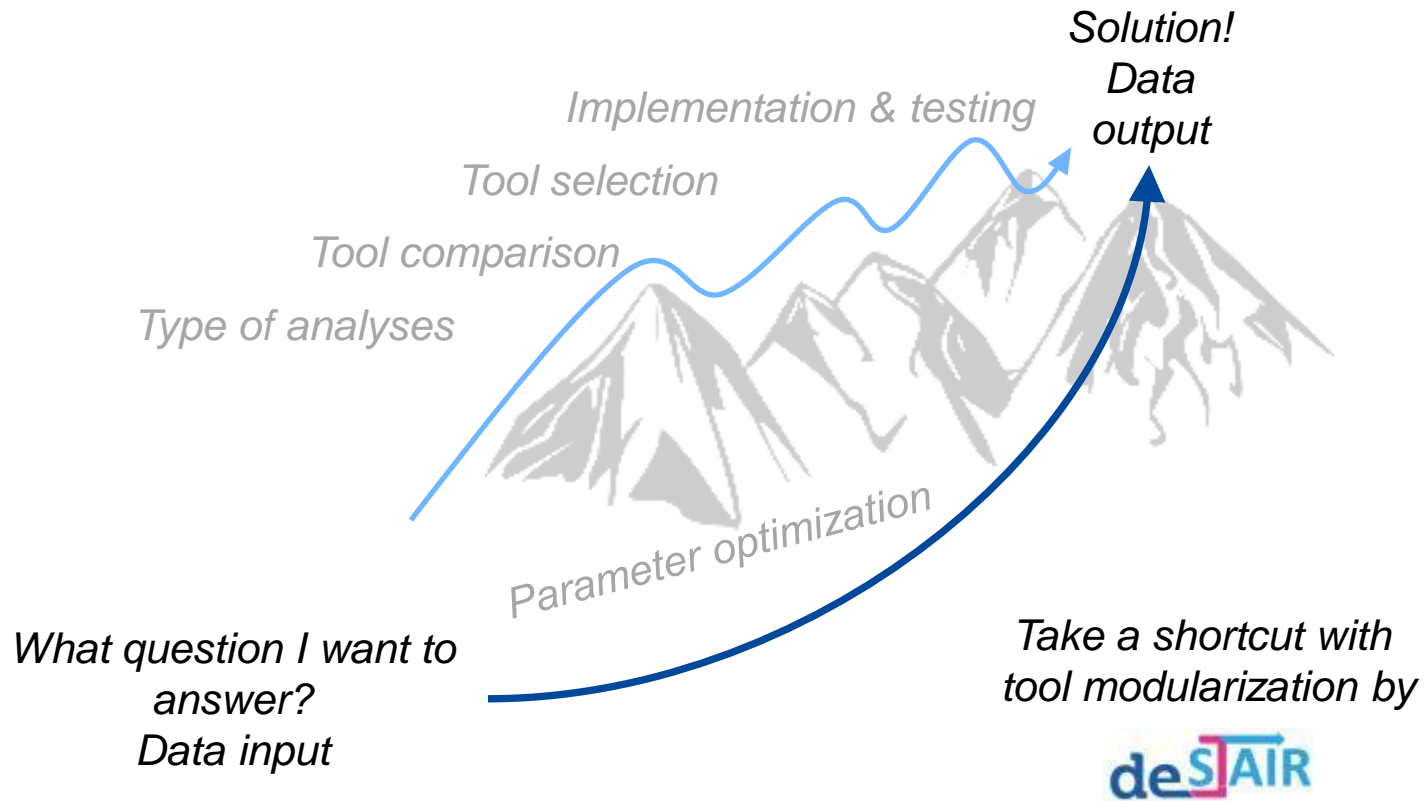 Solution!
Data
output
Implementation & testing
Tool selection
Tool comparison
Type of analyses
Parameter optimization
What question I want to
answer?
Data input
Take a shortcut with
tool modularization by
deSTAIR